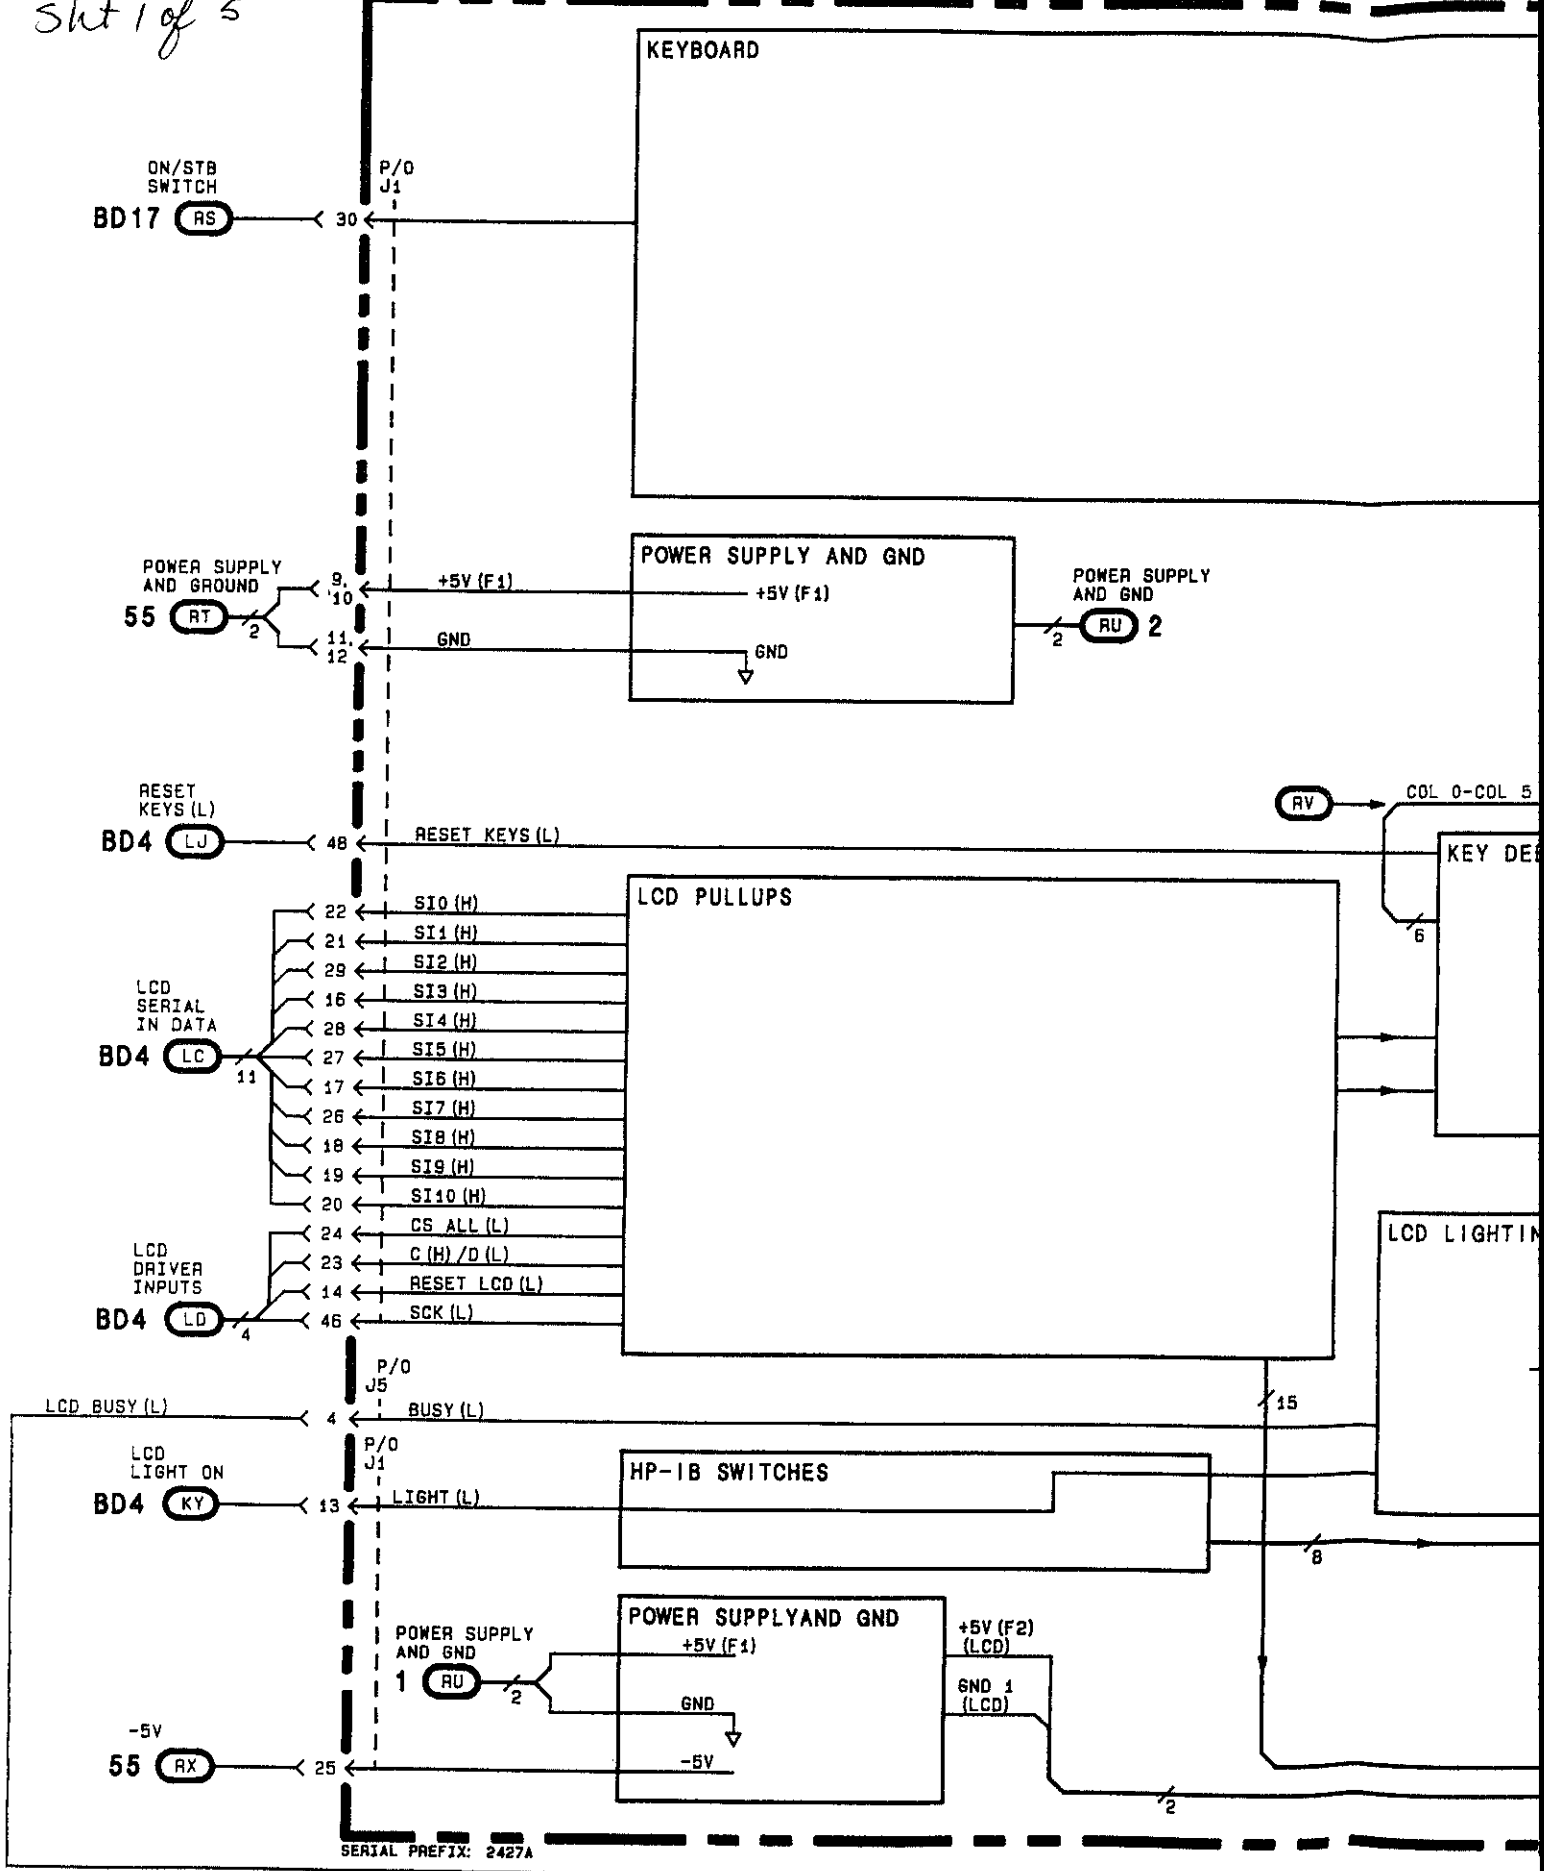 Sht 1 of 5
KEYBOARD
ON/STB
SWITCH
BD17 RS 30
P/O
J1
POWER SUPPLY
AND GROUND
55 RT 2
9,
10
+5V (F1)
11,
12
GND
POWER SUPPLY AND GND
+5V (F1)
GND
POWER SUPPLY
AND GND
2 RU 2
RESET
KEYS (L)
BD4 LJ 48 RESET KEYS (L)
RV COL 0-COL 5
6
LCD PULLUPS
22 SI0 (H)
21 SI1 (H)
29 SI2 (H)
16 SI3 (H)
28 SI4 (H)
27 SI5 (H)
17 SI6 (H)
26 SI7 (H)
18 SI8 (H)
19 SI9 (H)
20 SI10 (H)
24 CS ALL (L)
23 C (H) /D (L)
14 RESET LCD (L)
46 SCK (L)
LCD
SERIAL
IN DATA
BD4 LC 11
LCD
DRIVER
INPUTS
BD4 LD 4
KEY DE
LCD LIGHTIN
15
P/O
J5
LCD BUSY (L) 4 BUSY (L)
P/O
J1
LCD
LIGHT ON
BD4 KY 13 LIGHT (L)
HP-IB SWITCHES
8
POWER SUPPLY
AND GND
1 RU 2
POWER SUPPLYAND GND
+5V (F1)
GND
-5V
+5V (F2)
(LCD)
GND 1
(LCD)
2
-5V
55 RX 25
SERIAL PREFIX: 2427A